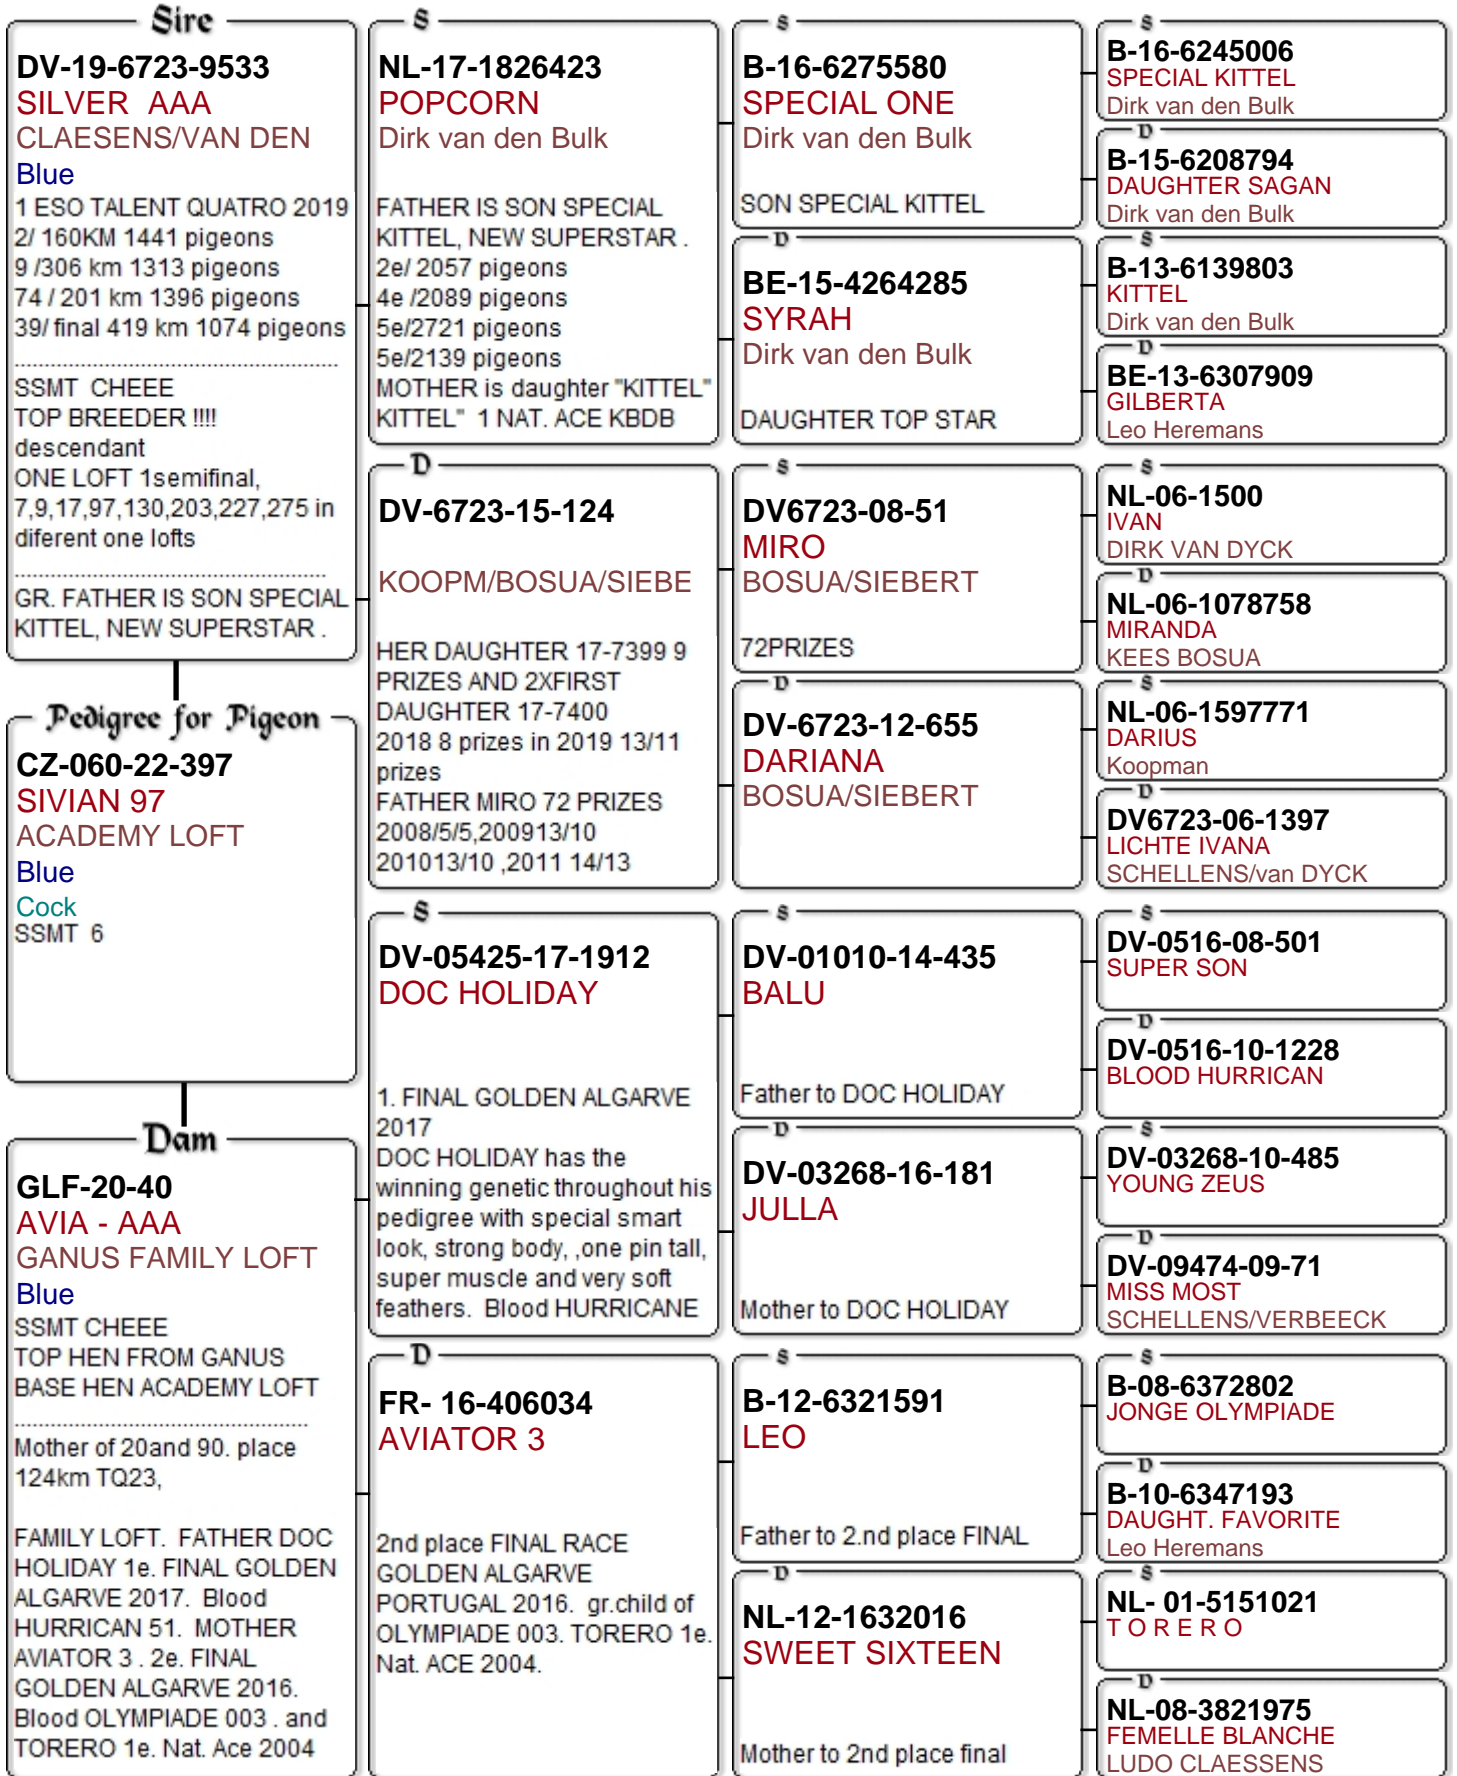 Sire
DV-19-6723-9533
SILVER AAA
CLAESENS/VAN DEN
Blue
1 ESO TALENT QUATRO 2019
2/ 160KM 1441 pigeons
9 /306 km 1313 pigeons
74 / 201 km 1396 pigeons
39/ final 419 km 1074 pigeons
......................................................
SSMT CHEEE
TOP BREEDER !!!!
descendant
ONE LOFT 1semifinal,
7,9,17,97,130,203,227,275 in
diferent one lofts
....................................................
GR. FATHER IS SON SPECIAL
KITTEL, NEW SUPERSTAR .
Pedigree for Pigeon
CZ-060-22-397
SIVIAN 97
ACADEMY LOFT
Blue
Cock
SSMT 6
Dam
GLF-20-40
AVIA - AAA
GANUS FAMILY LOFT
Blue
SSMT CHEEE
TOP HEN FROM GANUS
BASE HEN ACADEMY LOFT
.................................................
Mother of 20and 90. place
124km TQ23,
FAMILY LOFT. FATHER DOC
HOLIDAY 1e. FINAL GOLDEN
ALGARVE 2017. Blood
HURRICAN 51. MOTHER
AVIATOR 3 . 2e. FINAL
GOLDEN ALGARVE 2016.
Blood OLYMPIADE 003 . and
TORERO 1e. Nat. Ace 2004
S
NL-17-1826423
POPCORN
Dirk van den Bulk
FATHER IS SON SPECIAL
KITTEL, NEW SUPERSTAR .
2e/ 2057 pigeons
4e /2089 pigeons
5e/2721 pigeons
5e/2139 pigeons
MOTHER is daughter "KITTEL"
KITTEL" 1 NAT. ACE KBDB
D
DV-6723-15-124
KOOPM/BOSUA/SIEBE
HER DAUGHTER 17-7399 9
PRIZES AND 2XFIRST
DAUGHTER 17-7400
2018 8 prizes in 2019 13/11
prizes
FATHER MIRO 72 PRIZES
2008/5/5,200913/10
201013/10 ,2011 14/13
S
DV-05425-17-1912
DOC HOLIDAY
1. FINAL GOLDEN ALGARVE
2017
DOC HOLIDAY has the
winning genetic throughout his
pedigree with special smart
look, strong body, ,one pin tall,
super muscle and very soft
feathers. Blood HURRICANE
D
FR- 16-406034
AVIATOR 3
2nd place FINAL RACE
GOLDEN ALGARVE
PORTUGAL 2016. gr.child of
OLYMPIADE 003. TORERO 1e.
Nat. ACE 2004.
S
B-16-6275580
SPECIAL ONE
Dirk van den Bulk
SON SPECIAL KITTEL
D
BE-15-4264285
SYRAH
Dirk van den Bulk
DAUGHTER TOP STAR
S
DV6723-08-51
MIRO
BOSUA/SIEBERT
72PRIZES
D
DV-6723-12-655
DARIANA
BOSUA/SIEBERT
S
DV-01010-14-435
BALU
Father to DOC HOLIDAY
D
DV-03268-16-181
JULLA
Mother to DOC HOLIDAY
S
B-12-6321591
LEO
Father to 2.nd place FINAL
D
NL-12-1632016
SWEET SIXTEEN
Mother to 2nd place final
S
B-16-6245006
SPECIAL KITTEL
Dirk van den Bulk
D
B-15-6208794
DAUGHTER SAGAN
Dirk van den Bulk
S
B-13-6139803
KITTEL
Dirk van den Bulk
D
BE-13-6307909
GILBERTA
Leo Heremans
S
NL-06-1500
IVAN
DIRK VAN DYCK
D
NL-06-1078758
MIRANDA
KEES BOSUA
S
NL-06-1597771
DARIUS
Koopman
D
DV6723-06-1397
LICHTE IVANA
SCHELLENS/van DYCK
S
DV-0516-08-501
SUPER SON
D
DV-0516-10-1228
BLOOD HURRICAN
S
DV-03268-10-485
YOUNG ZEUS
D
DV-09474-09-71
MISS MOST
SCHELLENS/VERBEECK
S
B-08-6372802
JONGE OLYMPIADE
D
B-10-6347193
DAUGHT. FAVORITE
Leo Heremans
S
NL- 01-5151021
T O R E R O
D
NL-08-3821975
FEMELLE BLANCHE
LUDO CLAESSENS